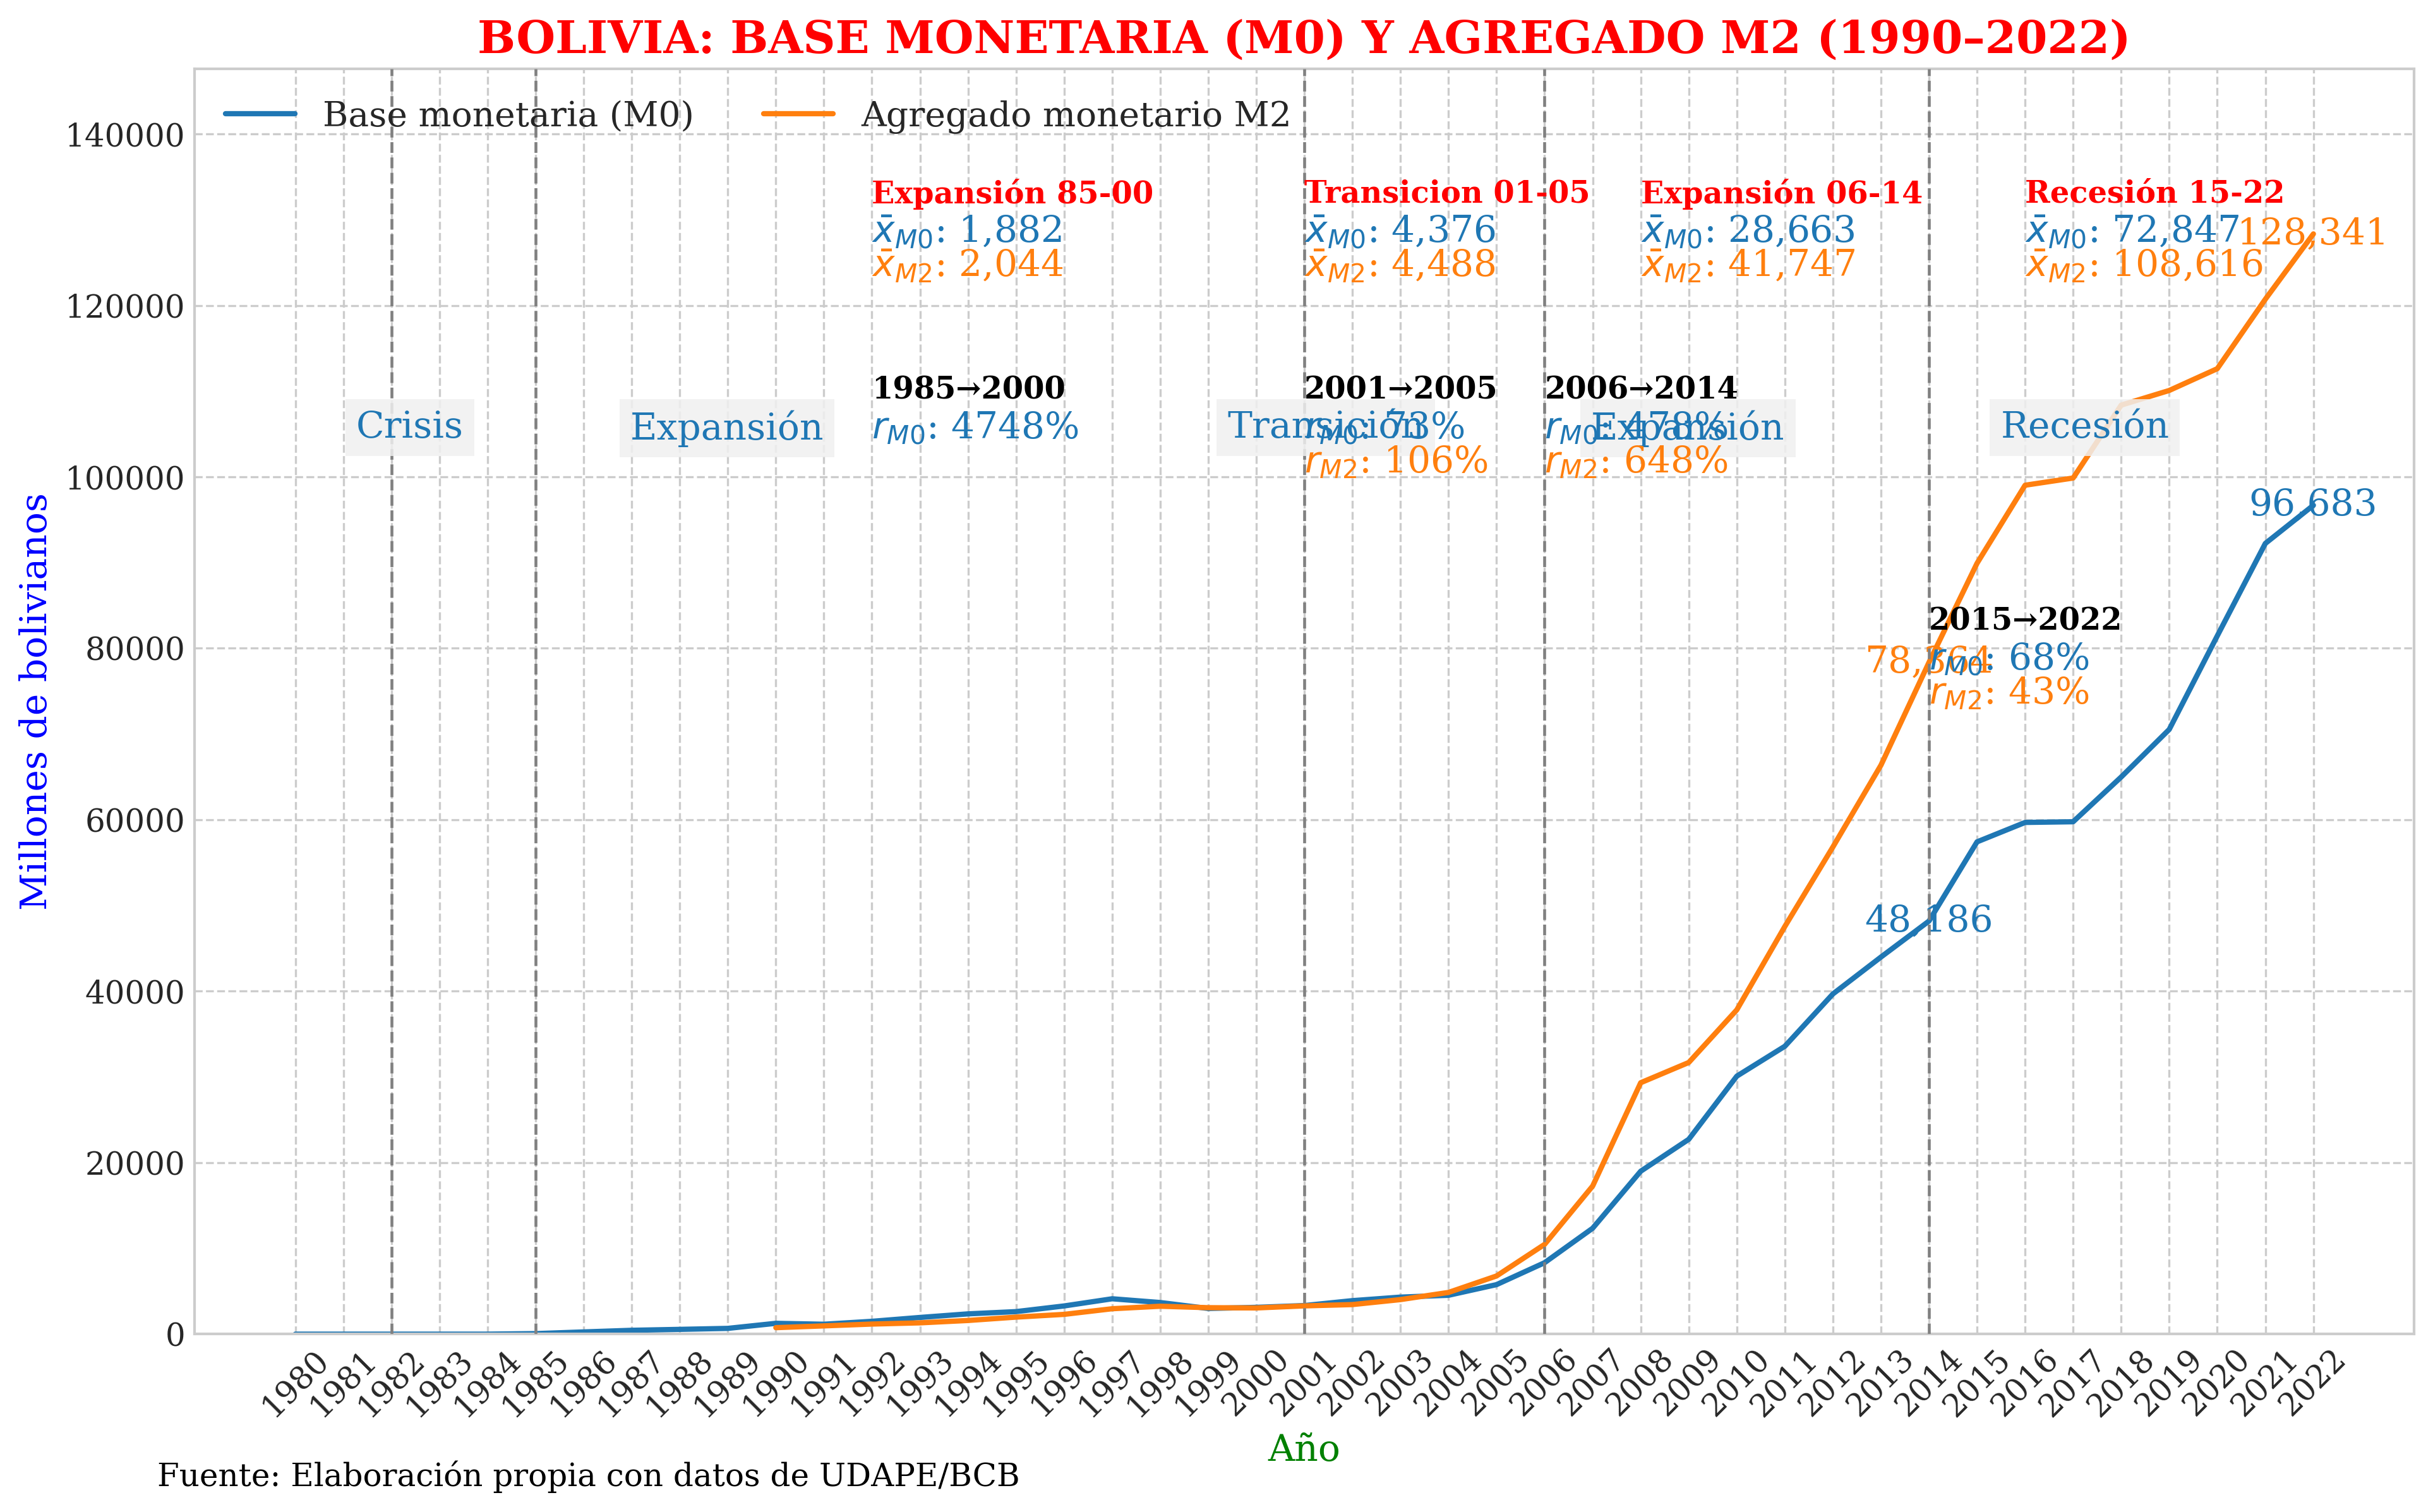 BOLIVIA: BASE MONETARIA (M0) Y AGREGADO M2 (1990–2022)
Base monetaria (M0)
Agregado monetario M2
Expansión 85-00
x̄M0: 1,882
x̄M2: 2,044
Transicion 01-05
x̄M0: 4,376
x̄M2: 4,488
Expansión 06-14
x̄M0: 28,663
x̄M2: 41,747
Recesión 15-22
x̄M0: 72,847
x̄M2: 108,616
128,341
1985→2000
rM0: 4748%
2001→2005
rM0: 73%
rM2: 106%
2006→2014
rM0: 478%
rM2: 648%
Crisis
Expansión
Transición
Expansión
Recesión
96,683
2015→2022
rM0: 68%
rM2: 43%
78,364
48,186
Millones de bolivianos
140000
120000
100000
80000
60000
40000
20000
0
1980
1981
1982
1983
1984
1985
1986
1987
1988
1989
1990
1991
1992
1993
1994
1995
1996
1997
1998
1999
2000
2001
2002
2003
2004
2005
2006
2007
2008
2009
2010
2011
2012
2013
2014
2015
2016
2017
2018
2019
2020
2021
2022
Año
Fuente: Elaboración propia con datos de UDAPE/BCB